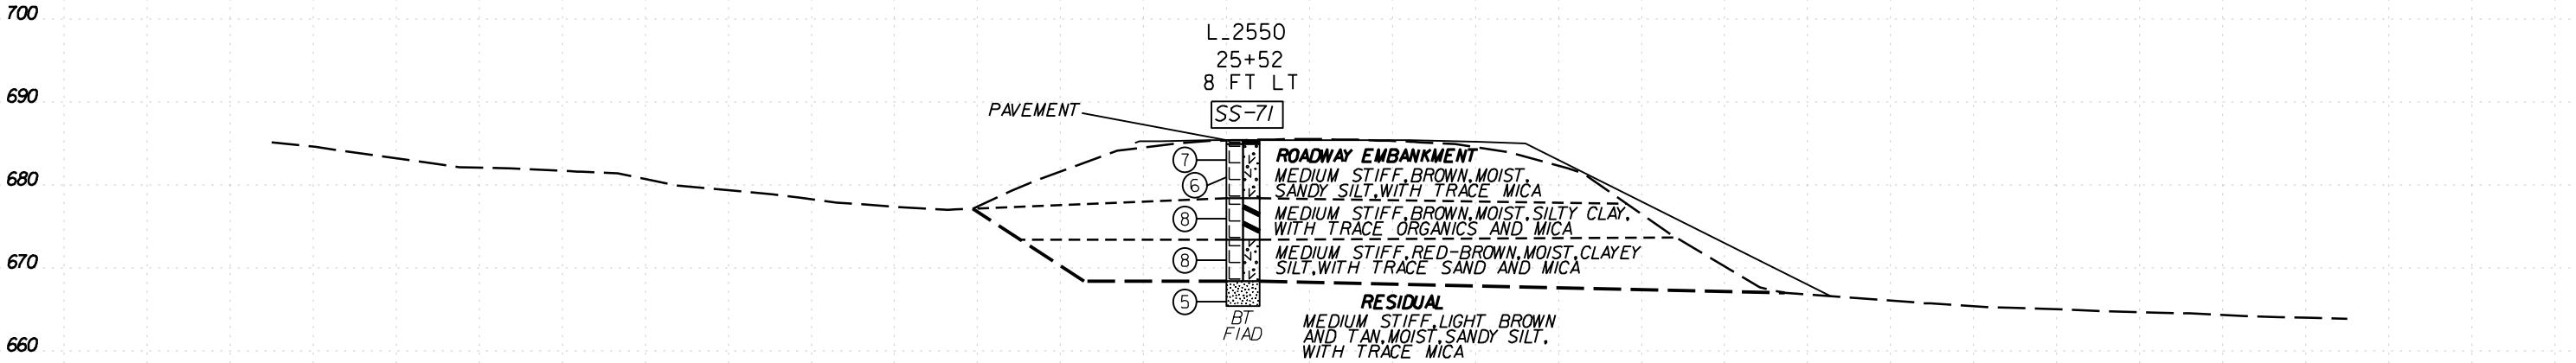 700
L_2550
25+52
8 FT LT
690
PAVEMENT
SS-71
7
ROADWAY EMBANKMENT
680
6
MEDIUM STIFF,BROWN,MOIST,
SANDY SILT,WITH TRACE MICA
8
MEDIUM STIFF,BROWN,MOIST,SILTY CLAY,
WITH TRACE ORGANICS AND MICA
670
8
MEDIUM STIFF,RED-BROWN,MOIST,CLAYEY
SILT,WITH TRACE SAND AND MICA
5
RESIDUAL
BT
FIAD
MEDIUM STIFF,LIGHT BROWN
AND TAN,MOIST,SANDY SILT,
WITH TRACE MICA
660